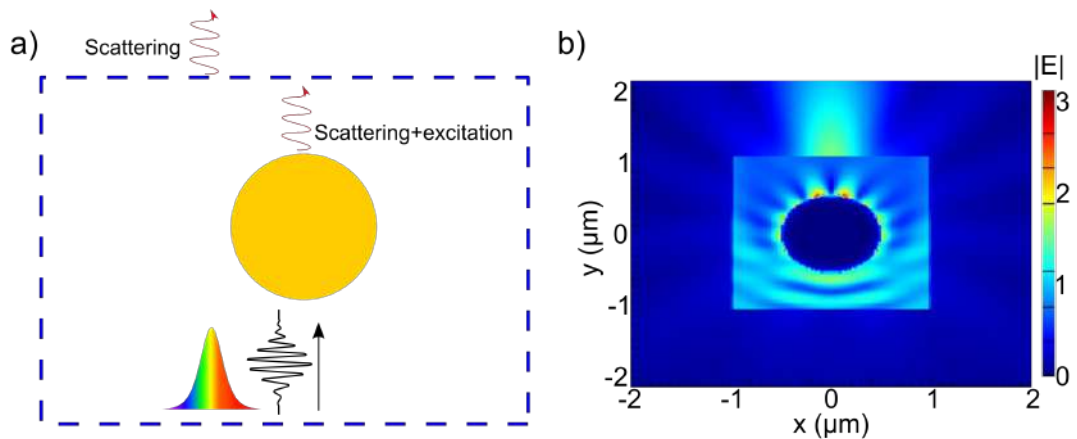 a)
Scattering
Scattering+excitation
b)
|E|
3
2
1
0
2
1
0
-1
-2
y (μm)
-2
-1
0
1
2
x (μm)